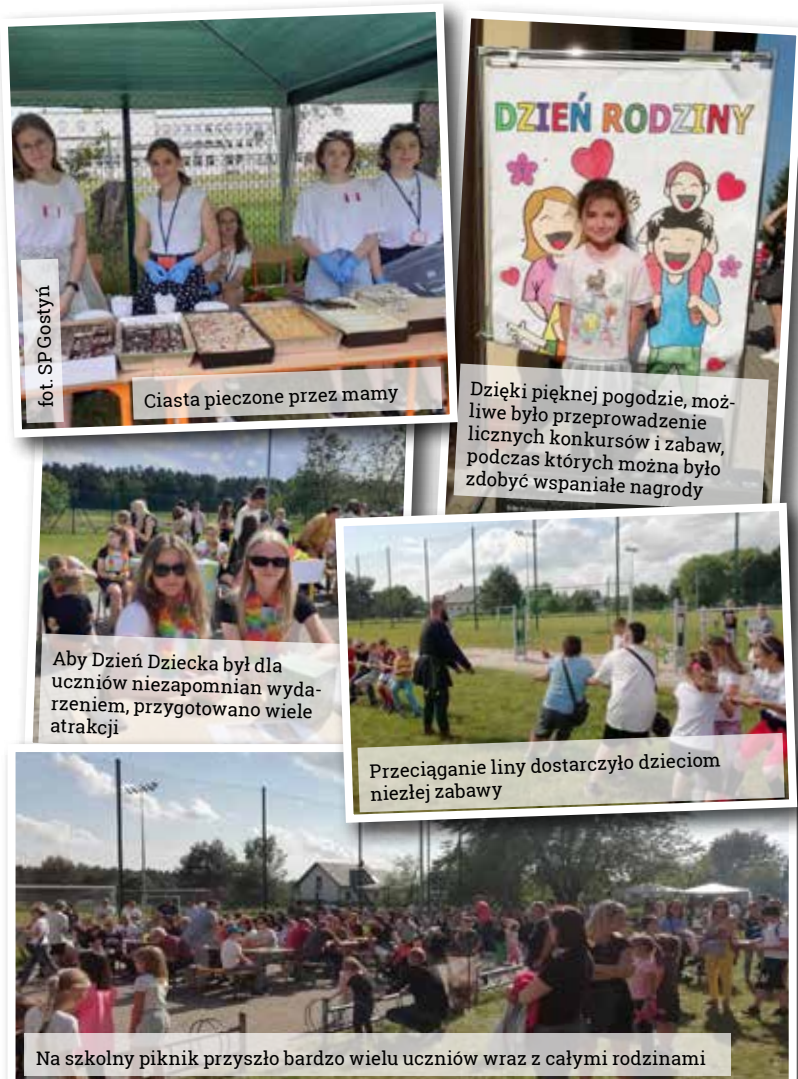 fot. SP Gostyń
Ciasta pieczone przez mamy
DZIEŃ RODZINY
Dzięki pięknej pogodzie, moż-
liwe było przeprowadzenie
licznych konkursów i zabaw,
podczas których można było
zdobyć wspaniałe nagrody
Aby Dzień Dziecka był dla
uczniów niezapomnian wyda-
rzeniem, przygotowano wiele
atrakcji
Przeciąganie liny dostarczyło dzieciom
niezłej zabawy
Na szkolny piknik przyszło bardzo wielu uczniów wraz z całymi rodzinami